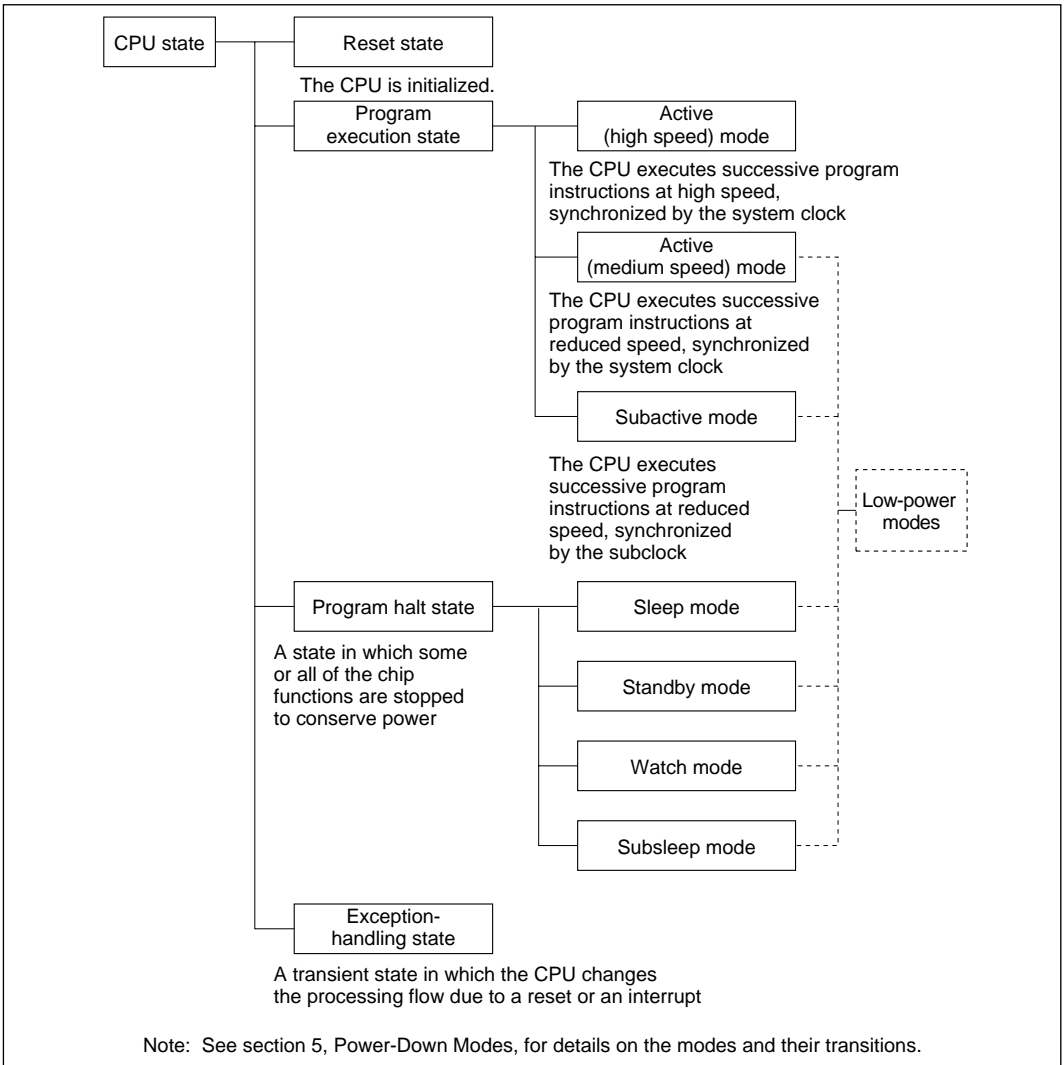 CPU state
Reset state
The CPU is initialized.
Program
execution state
Active
(high speed) mode
The CPU executes successive program
instructions at high speed,
synchronized by the system clock
Active
(medium speed) mode
The CPU executes successive
program instructions at
reduced speed, synchronized
by the system clock
Subactive mode
The CPU executes
successive program
instructions at reduced
speed, synchronized
by the subclock
Low-power
modes
Program halt state
A state in which some
or all of the chip
functions are stopped
to conserve power
Sleep mode
Standby mode
Watch mode
Subsleep mode
Exception-
handling state
A transient state in which the CPU changes
the processing flow due to a reset or an interrupt
Note: See section 5, Power-Down Modes, for details on the modes and their transitions.